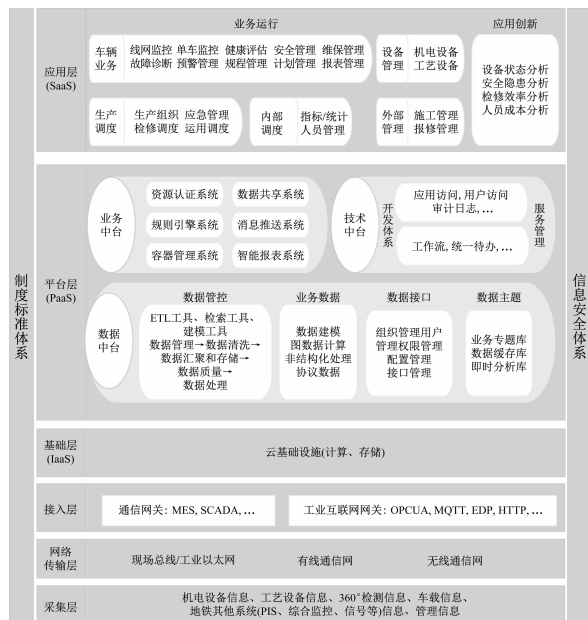 制度标准体系
信息安全体系
应用层
(SaaS)
业务运行
车辆
业务
线网监控 单车监控 健康评估 安全管理 维保管理
故障诊断 预警管理 规程管理 计划管理 报表管理
设备
管理
机电设备
工艺设备
生产
调度
生产组织 应急管理
检修调度 运用调度
内部
调度
指标/统计
人员管理
外部
管理
施工管理
报修管理
应用创新
设备状态分析
安全隐患分析
检修效率分析
人员成本分析
平台层
(PaaS)
业务
中台
资源认证系统 数据共享系统
规则引擎系统 消息推送系统
容器管理系统 智能报表系统
技术
中台
开发体系
应用访问, 用户访问
审计日志, ...
工作流, 统一待办, ...
服务管理
数据
中台
数据管控
ETL工具、检索工具、
建模工具
数据管理→数据清洗→
数据汇聚和存储→
数据质量→
数据处理
业务数据
数据建模
图数据计算
非结构化处理
协议数据
数据接口
组织管理用户
管理权限管理
配置管理
接口管理
数据主题
业务专题库
数据缓存库
即时分析库
基础层
(IaaS)
云基础设施(计算、存储)
接入层
通信网关: MES, SCADA, ...
工业互联网网关: OPCUA, MQTT, EDP, HTTP, ...
网络
传输层
现场总线/工业以太网 有线通信网 无线通信网
采集层
机电设备信息、工艺设备信息、360°检测信息、车载信息、
地铁其他系统(PIS、综合监控、信号等)信息、管理信息